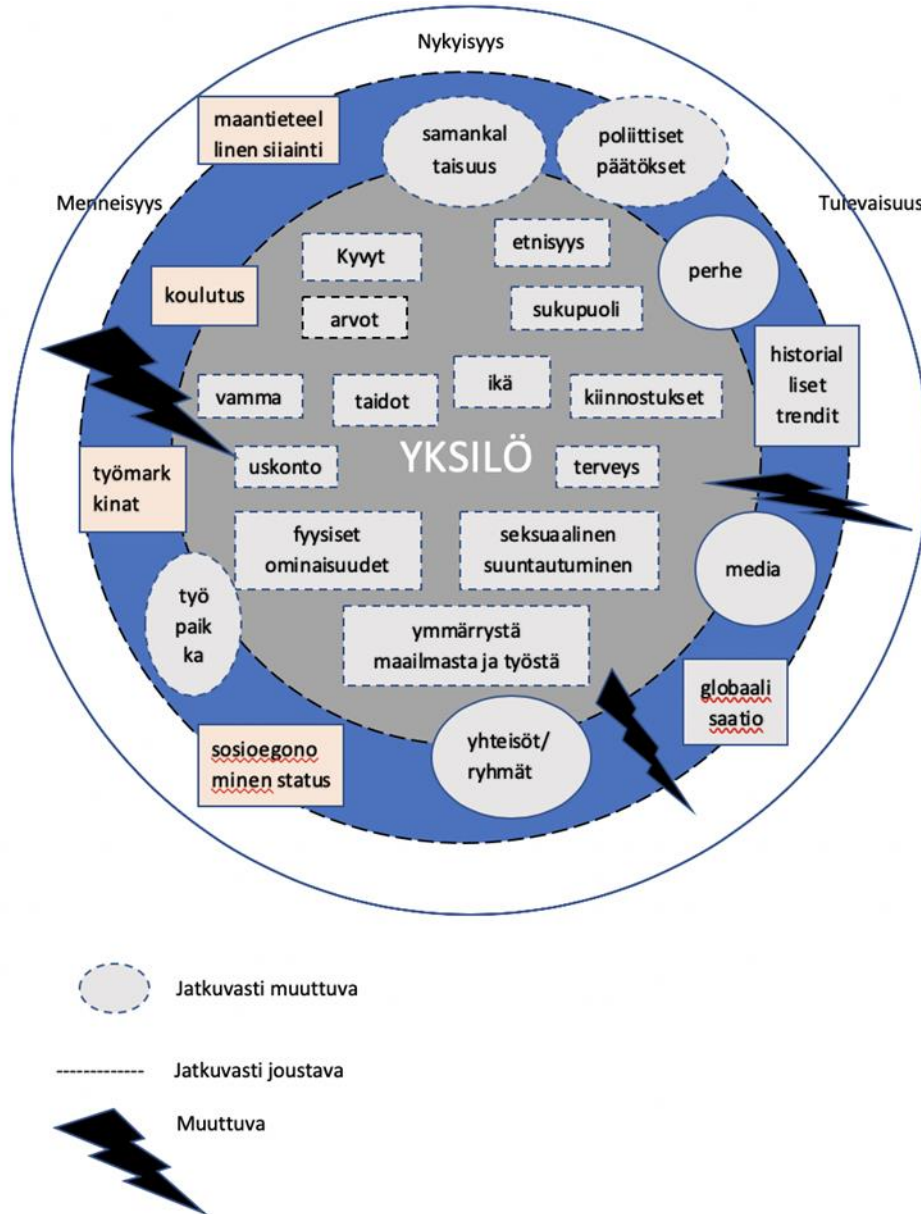 Nykyisyys
maantieteel
linen siiainti
samankal
taisuus
poliittiset
päätökset
Menneisyys
Tulevaisuus
Kyvyt
etnisyys
perhe
koulutus
arvot
sukupuoli
historial
liset
trendit
vamma
taidot
ikä
kiinnostukset
työmark
kinat
uskonto
YKSILÖ
terveys
fyysiset
ominaisuudet
seksuaalinen
suuntautuminen
media
työ
paik
ka
ymmärrystä
maailmasta ja työstä
globaali
saatio
sosioegono
minen status
yhteisöt/
ryhmät
Jatkuvasti muuttuva
Jatkuvasti joustava
Muuttuva